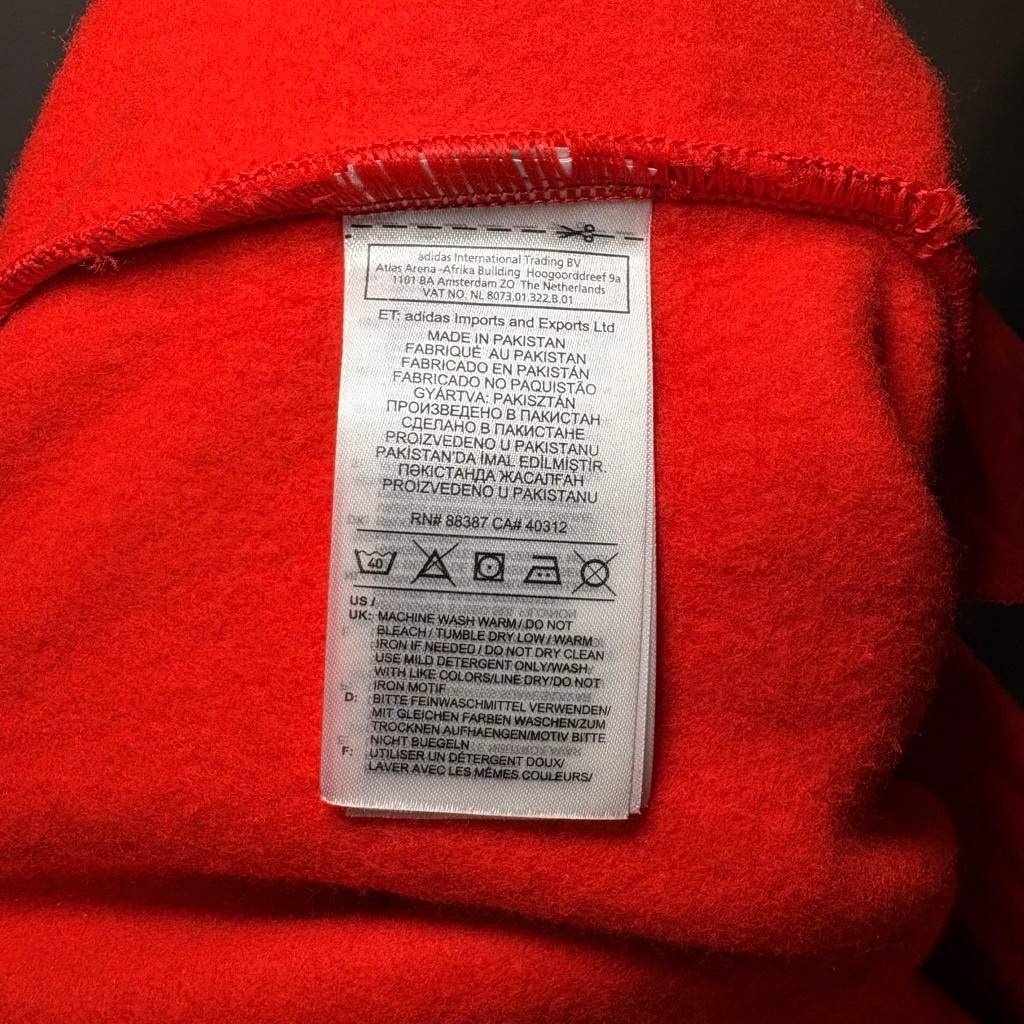 adidas International Trading BV
Atlas Arena -Afrika Building Hoogoorddreef 9a
1101 BA Amsterdam ZO The Netherlands
VAT NO. NL 8073.01.322.B.01
ET: adidas Imports and Exports Ltd
MADE IN PAKISTAN
FABRIQUÉ AU PAKISTAN
FABRICADO EN PAKISTÁN
FABRICADO NO PAQUISTÃO
GYÁRTVA: PAKISZTÁN
ПРОИЗВЕДЕНО В ПАКИСТАН
СДЕЛАНО В ПАКИСТАНЕ
PROIZVEDENO U PAKISTANU
PAKİSTAN'DA İMAL EDİLMİŞTİR.
ПӘКІСТАНДА ЖАСАЛҒАН
PROIZVEDENO U PAKISTANU
RN# 88387 CA# 40312
40
US /
UK: MACHINE WASH WARM / DO NOT
BLEACH / TUMBLE DRY LOW / WARM
IRON IF NEEDED / DO NOT DRY CLEAN
USE MILD DETERGENT ONLY/WASH
WITH LIKE COLORS/LINE DRY/DO NOT
IRON MOTIF
D: BITTE FEINWASCHMITTEL VERWENDEN/
MIT GLEICHEN FARBEN WASCHEN/ZUM
TROCKNEN AUFHAENGEN/MOTIV BITTE
NICHT BUEGELN
F: UTILISER UN DÉTERGENT DOUX/
LAVER AVEC LES MÊMES COULEURS/